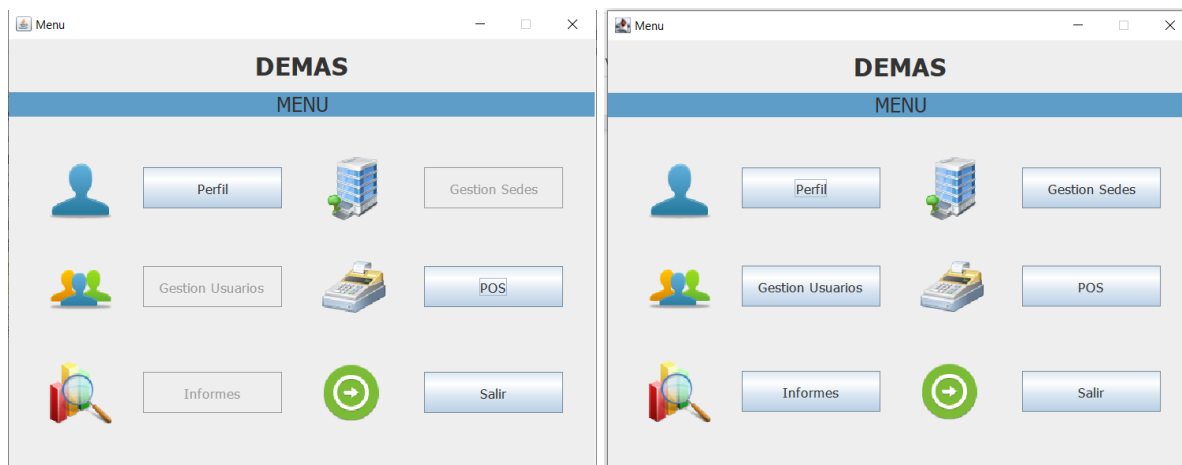 Menu
DEMAS
MENU
Perfil
Gestion Sedes
Gestion Usuarios
POS
Informes
Salir
Menu
DEMAS
MENU
Perfil
Gestion Sedes
Gestion Usuarios
POS
Informes
Salir